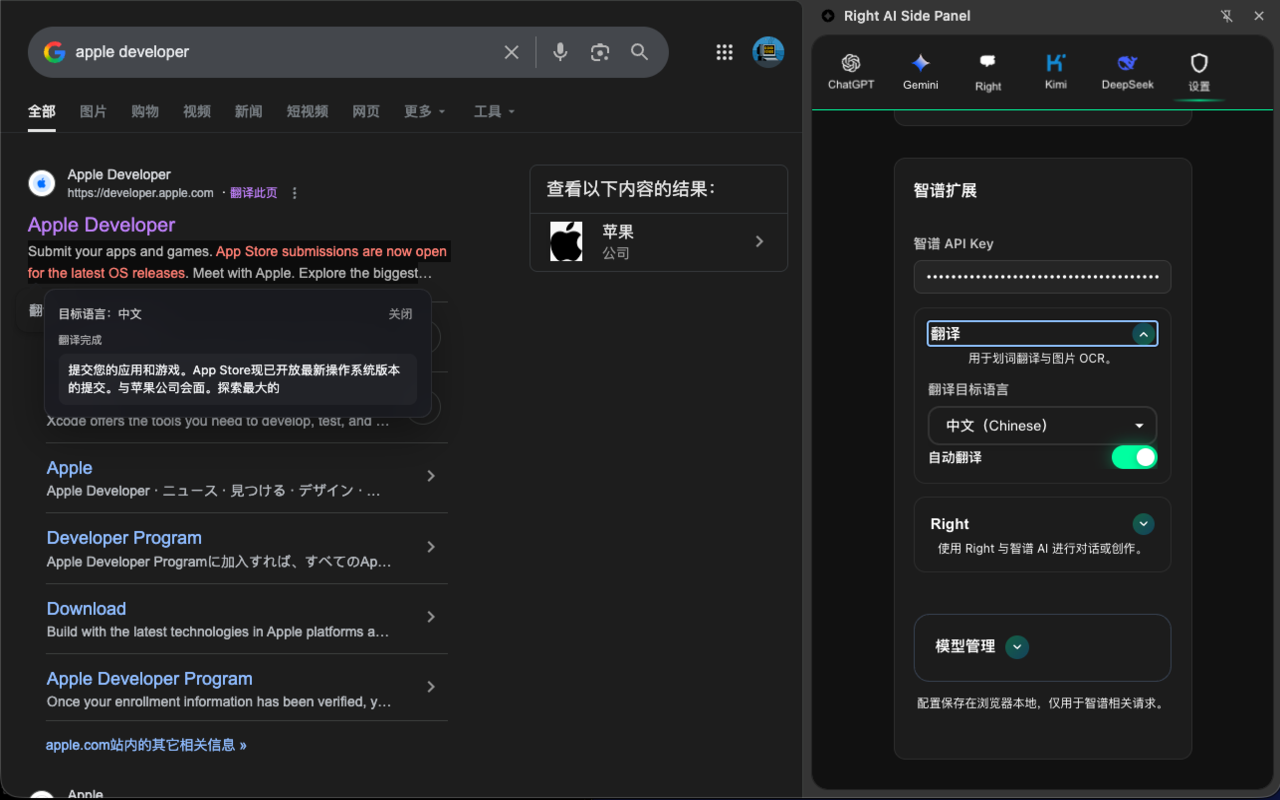 apple developer
全部
图片
购物
视频
新闻
短视频
网页
更多
工具
Apple Developer
https://developer.apple.com · 翻译此页
Apple Developer
Submit your apps and games. App Store submissions are now open
for the latest OS releases. Meet with Apple. Explore the biggest…
翻
目标语言：中文
关闭
翻译完成
提交您的应用和游戏。App Store现已开放最新操作系统版本
的提交。与苹果公司会面。探索最大的
Xcode offers the tools you need to develop, test, and …
Apple
Apple Developer · ニュース · 見つける · デザイン · …
Developer Program
Apple Developer Programに加入すれば、すべてのAp…
Download
Build with the latest technologies in Apple platforms a…
Apple Developer Program
Once your enrollment information has been verified, y…
apple.com站内的其它相关信息 »
Apple
查看以下内容的结果：
苹果
公司
Right AI Side Panel
ChatGPT
Gemini
Right
Kimi
DeepSeek
设置
智谱扩展
智谱 API Key
翻译
用于划词翻译与图片 OCR。
翻译目标语言
中文（Chinese）
自动翻译
Right
使用 Right 与智谱 AI 进行对话或创作。
模型管理
配置保存在浏览器本地，仅用于智谱相关请求。